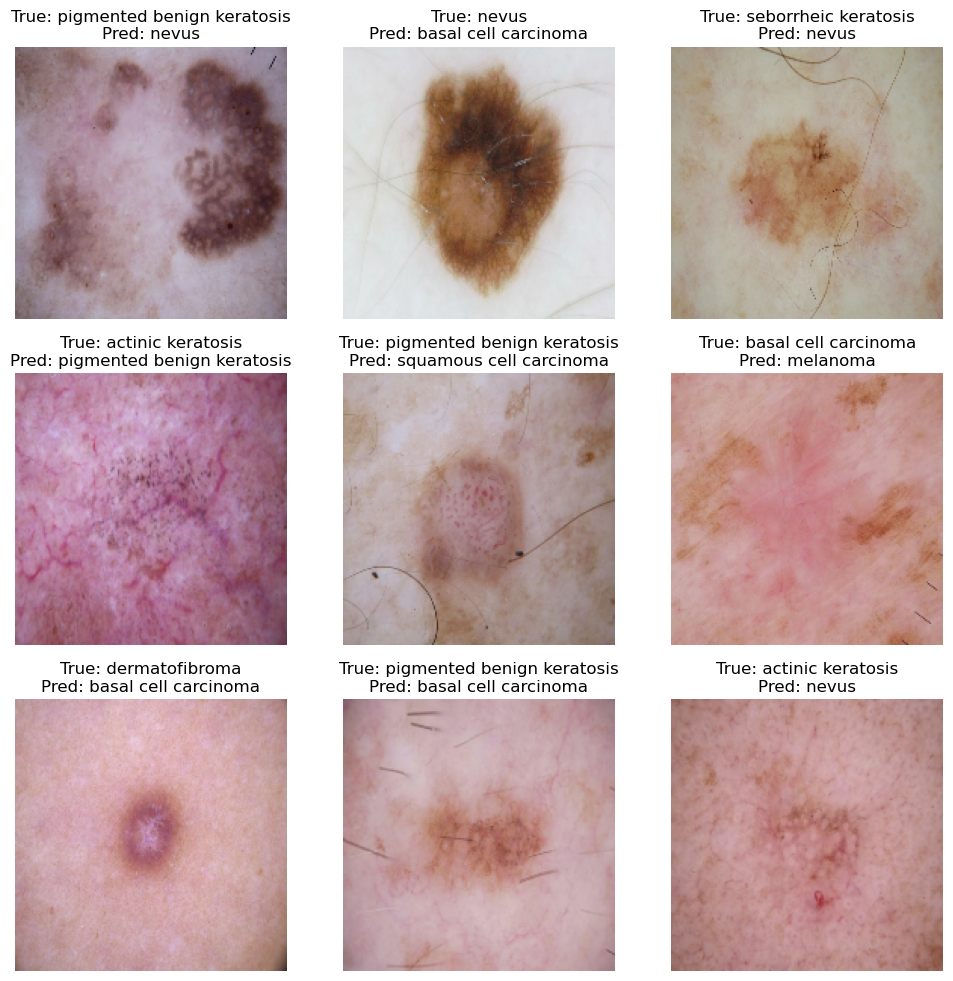 True: pigmented benign keratosis
Pred: nevus
True: nevus
Pred: basal cell carcinoma
True: seborrheic keratosis
Pred: nevus
True: actinic keratosis
Pred: pigmented benign keratosis
True: pigmented benign keratosis
Pred: squamous cell carcinoma
True: basal cell carcinoma
Pred: melanoma
True: dermatofibroma
Pred: basal cell carcinoma
True: pigmented benign keratosis
Pred: basal cell carcinoma
True: actinic keratosis
Pred: nevus